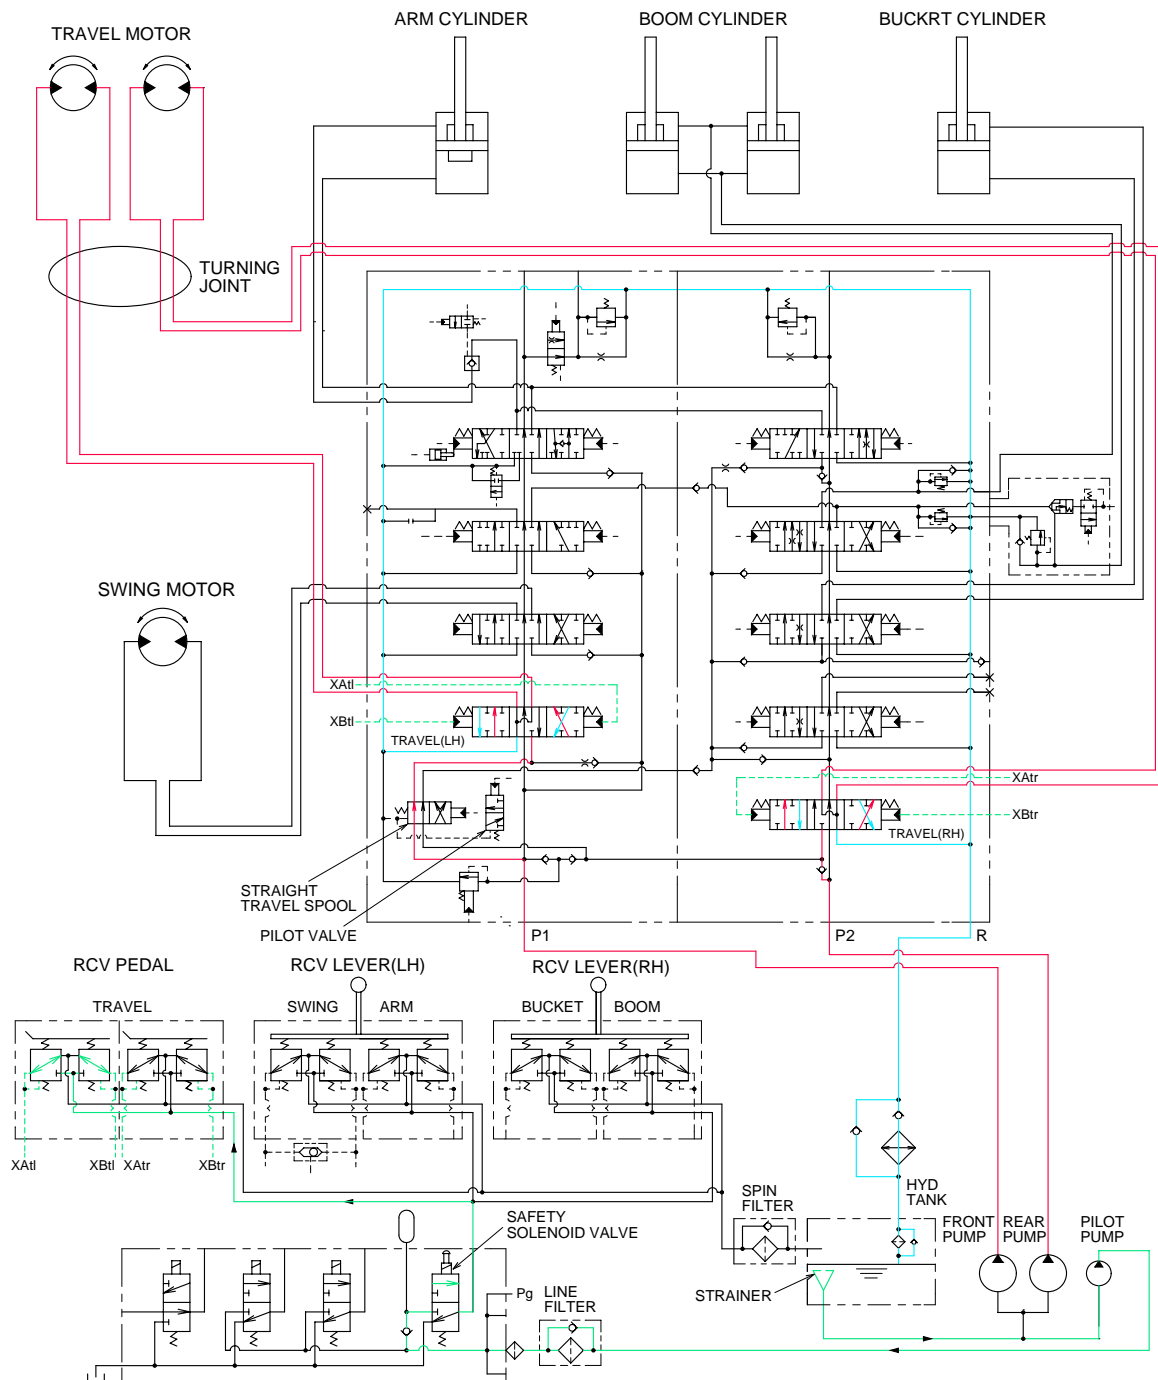 ARM CYLINDER
BOOM CYLINDER
BUCKRT CYLINDER
TRAVEL MOTOR
TURNING
JOINT
SWING MOTOR
XAtl
XBtl
TRAVEL(LH)
XAtr
XBtr
TRAVEL(RH)
STRAIGHT
TRAVEL SPOOL
PILOT VALVE
P1
P2
R
RCV PEDAL
RCV LEVER(LH)
RCV LEVER(RH)
TRAVEL
SWING
ARM
BUCKET
BOOM
XAtl
XBtl
XAtr
XBtr
SAFETY
SOLENOID VALVE
SPIN
FILTER
HYD
TANK
FRONT
PUMP
REAR
PUMP
PILOT
PUMP
STRAINER
Pg
LINE
FILTER